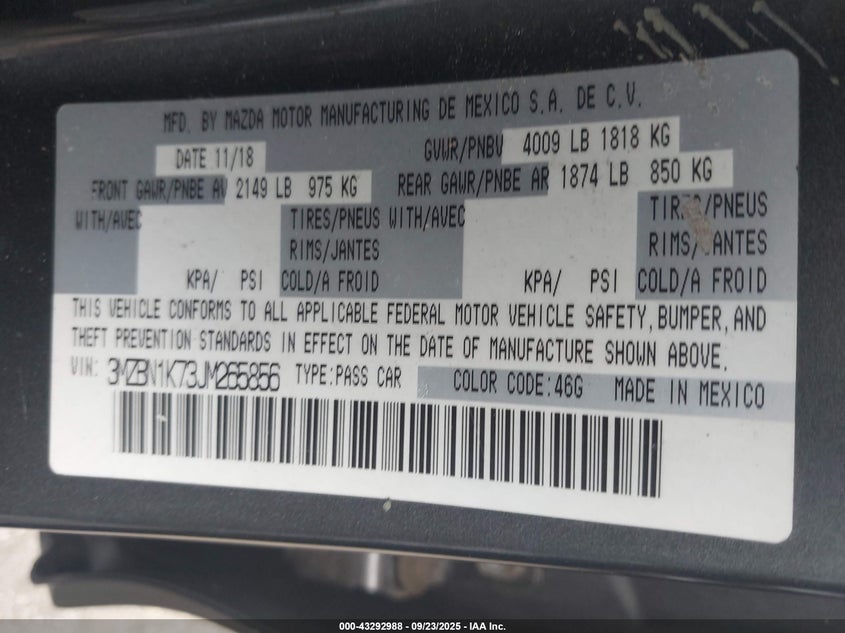 MFD. BY MAZDA MOTOR MANUFACTURING DE MEXICO S.A. DE C.V.
DATE 11/18 GVWR/PNBV 4009 LB 1818 KG
FRONT GAWR/PNBE AV 2149 LB 975 KG REAR GAWR/PNBE AR 1874 LB 850 KG
WITH/AVEC TIRES/PNEUS WITH/AVEC TIRES/PNEUS
RIMS/JANTES RIMS/JANTES
KPA/ PSI COLD/A FROID KPA/ PSI COLD/A FROID
THIS VEHICLE CONFORMS TO ALL APPLICABLE FEDERAL MOTOR VEHICLE SAFETY, BUMPER, AND
THEFT PREVENTION STANDARDS IN EFFECT ON THE DATE OF MANUFACTURE SHOWN ABOVE.
VIN: 3MZBN1K73JM265856 TYPE:PASS CAR COLOR CODE:46G MADE IN MEXICO
000-43292988 - 09/23/2025 - IAA Inc.